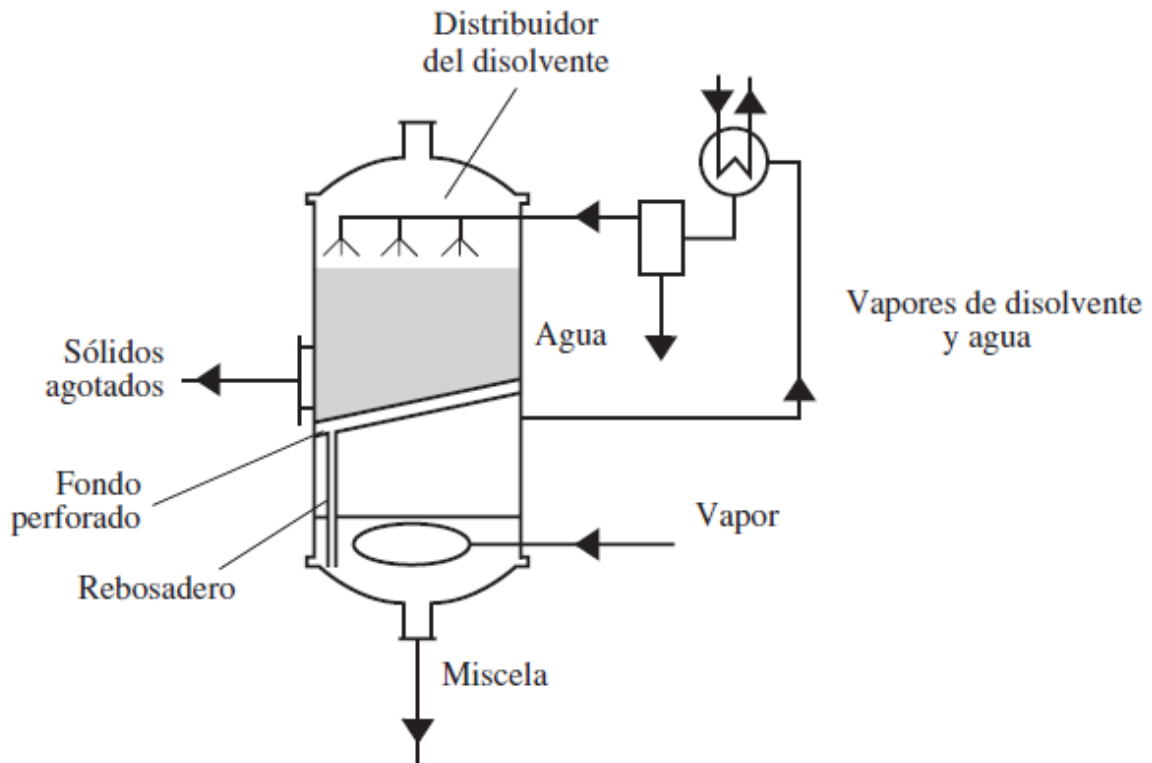 Distribuidor
del disolvente
Agua
Vapores de disolvente
y agua
Sólidos
agotados
Fondo
perforado
Vapor
Rebosadero
Miscela